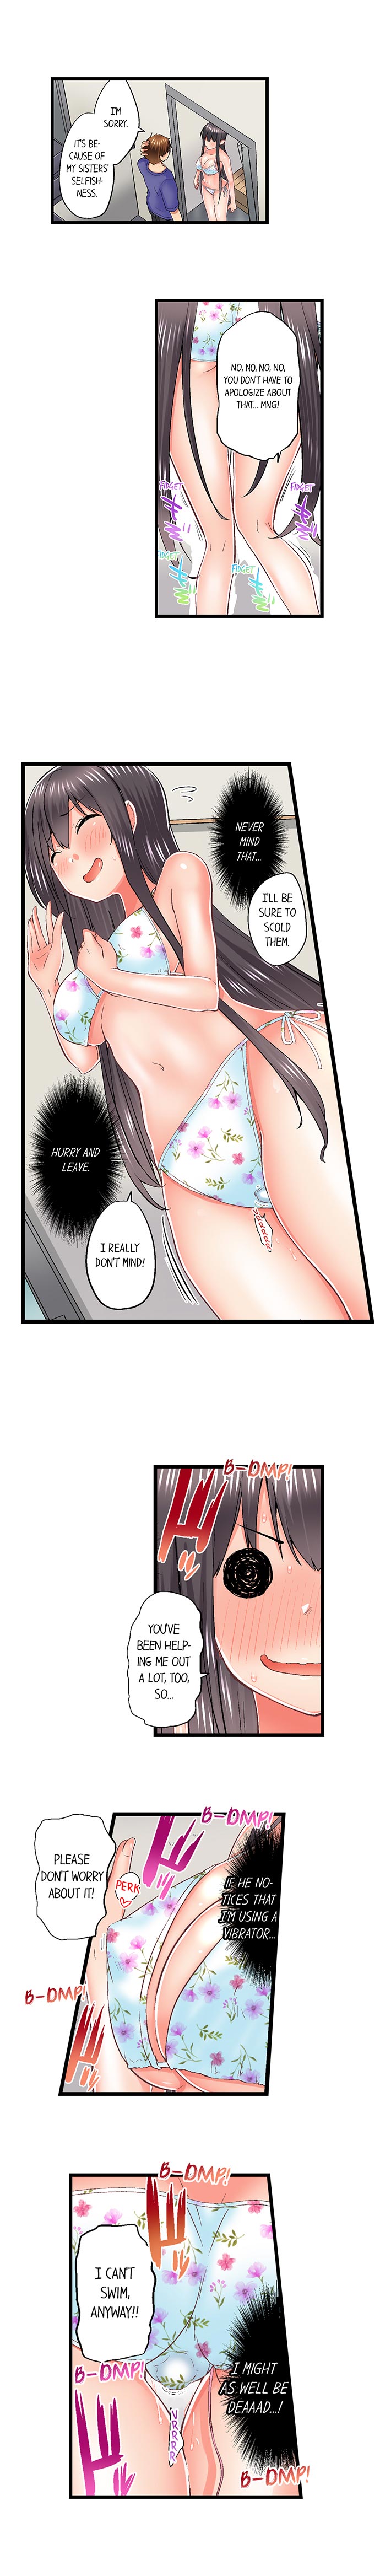 I'M
SORRY.
IT'S BE-
CAUSE OF
MY SISTERS'
SELFISH-
NESS.
NO, NO, NO, NO,
YOU DON'T HAVE TO
APOLOGIZE ABOUT
THAT... MNG!
FIDGET
FIDGET
FIDGET
FIDGET
NEVER
MIND
THAT...
I'LL BE
SURE TO
SCOLD
THEM.
HURRY AND
LEAVE.
I REALLY
DON'T MIND!
B-DMP!
YOU'VE
BEEN HELP-
ING ME OUT
A LOT, TOO,
SO...
B-DMP!
PLEASE
DON'T WORRY
ABOUT IT!
PERK
IF HE NO-
TICES THAT
I'M USING A
VIBRATOR...
B-DMP!
B-DMP!
I CAN'T
SWIM,
ANYWAY!!
B-DMP!
I MIGHT
AS WELL BE
DEAAAD...!
VRRRR
B-DMP!